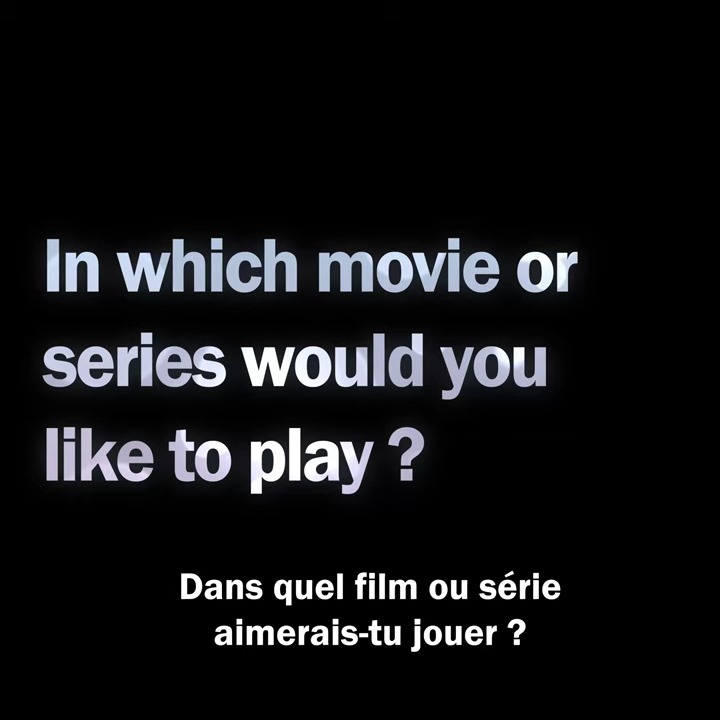 In which movie or
series would you
like to play ?
Dans quel film ou série
aimerais-tu jouer ?